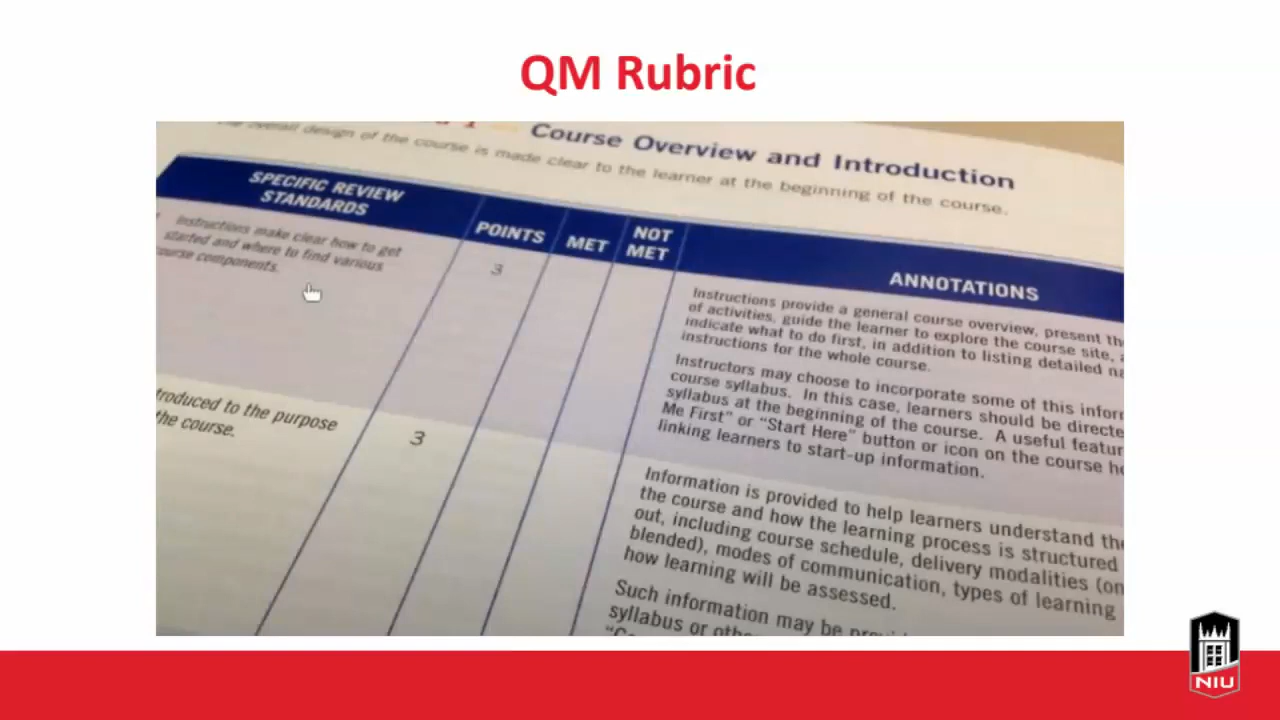 QM Rubric
Course Overview and Introduction
overall design of the course is made clear to the learner at the beginning of the course.
SPECIFIC REVIEW
STANDARDS
POINTS
MET
NOT
MET
ANNOTATIONS
Instructions make clear how to get
started and where to find various
course components.
3
Instructions provide a general course overview, present the
of activities, guide the learner to explore the course site,
indicate what to do first, in addition to listing detailed na
instructions for the whole course.
Instructors may choose to incorporate some of this inform
course syllabus. In this case, learners should be directe
syllabus at the beginning of the course. A useful featur
Me First" or "Start Here" button or icon on the course h
linking learners to start-up information.
troduced to the purpose
the course.
3
Information is provided to help learners understand the
the course and how the learning process is structured
out, including course schedule, delivery modalities (on
blended), modes of communication, types of learning
how learning will be assessed.
Such information may be provi
syllabus or othe
NIU